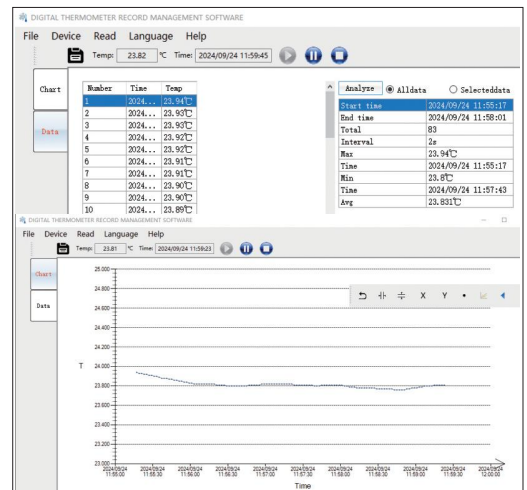 DIGITAL THERMOMETER RECORD MANAGEMENT SOFTWARE
File Device Read Language Help
Temp: 23.82 ℃ Time: 2024/09/24 11:59:45
Chart
Data
Number Time Temp
1 2024... 23.94℃
2 2024... 23.93℃
3 2024... 23.93℃
4 2024... 23.92℃
5 2024... 23.92℃
6 2024... 23.91℃
7 2024... 23.91℃
8 2024... 23.90℃
9 2024... 23.90℃
10 2024... 23.89℃
Analyze Alldata Selecteddata
Start time 2024/09/24 11:55:17
End time 2024/09/24 11:58:01
Total 83
Interval 2s
Max 23.94℃
Time 2024/09/24 11:55:17
Min 23.8℃
Time 2024/09/24 11:57:43
Avg 23.831℃
DIGITAL THERMOMETER RECORD MANAGEMENT SOFTWARE
File Device Read Language Help
Temp: 23.81 ℃ Time: 2024/09/24 11:59:23
Chart
Data
X Y
25.000
24.800
24.600
24.400
24.200
T 24.000
23.800
23.600
23.400
23.200
23.000
2024/09/24 2024/09/24 2024/09/24 2024/09/24 2024/09/24 2024/09/24 2024/09/24 2024/09/24 2024/09/24 2024/09/24 2024/09/24
11:55:00 11:55:30 11:56:00 11:56:30 11:57:00 11:57:30 11:58:00 11:58:30 11:59:00 11:59:30 12:00:00
Time